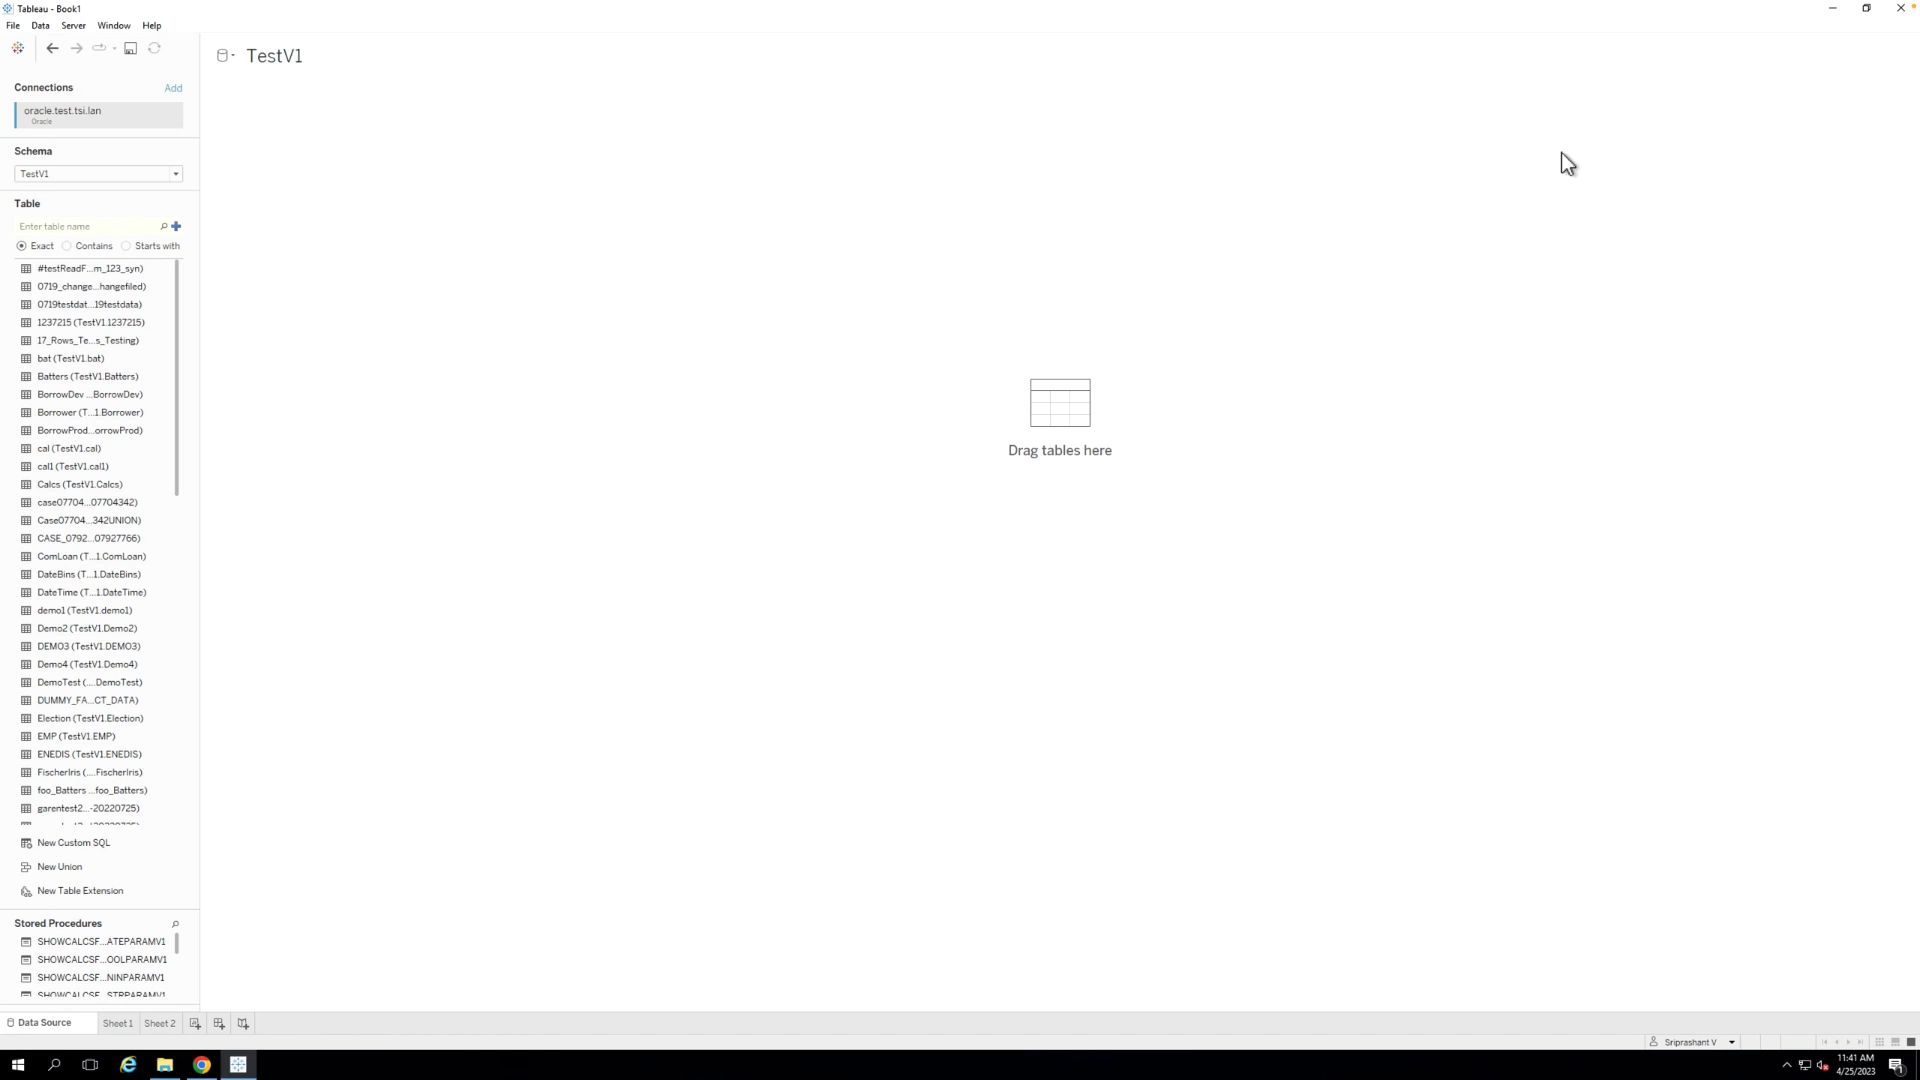 Tableau - Book1
File Data Server Window Help
TestV1
Connections Add
oracle.test.tsi.lan
Oracle
Schema
TestV1
Table
Enter table name
Exact Contains Starts with
#testReadF...m_123_syn)
0719_change...hangefiled)
0719testdat...19testdata)
1237215 (TestV1.1237215)
17_Rows_Te...s_Testing)
bat (TestV1.bat)
Batters (TestV1.Batters)
BorrowDev ...BorrowDev)
Borrower (T...1.Borrower)
BorrowProd...orrowProd)
cal (TestV1.cal)
cal1 (TestV1.cal1)
Calcs (TestV1.Calcs)
case07704...07704342)
Case07704...342UNION)
CASE_0792...07927766)
ComLoan (T...1.ComLoan)
DateBins (T...1.DateBins)
DateTime (T...1.DateTime)
demo1 (TestV1.demo1)
Demo2 (TestV1.Demo2)
DEMO3 (TestV1.DEMO3)
Demo4 (TestV1.Demo4)
DemoTest (....DemoTest)
DUMMY_FA...CT_DATA)
Election (TestV1.Election)
EMP (TestV1.EMP)
ENEDIS (TestV1.ENEDIS)
FischerIris (....FischerIris)
foo_Batters ...foo_Batters)
garentest2...-20220725)
New Custom SQL
New Union
New Table Extension
Stored Procedures
SHOWCALCSF...ATEPARAMV1
SHOWCALCSF...OOLPARAMV1
SHOWCALCSF...NINPARAMV1
SHOWCALCSF...STRPARAMV1
Drag tables here
Data Source Sheet 1 Sheet 2
Sriprashant V
11:41 AM
4/25/2023
1